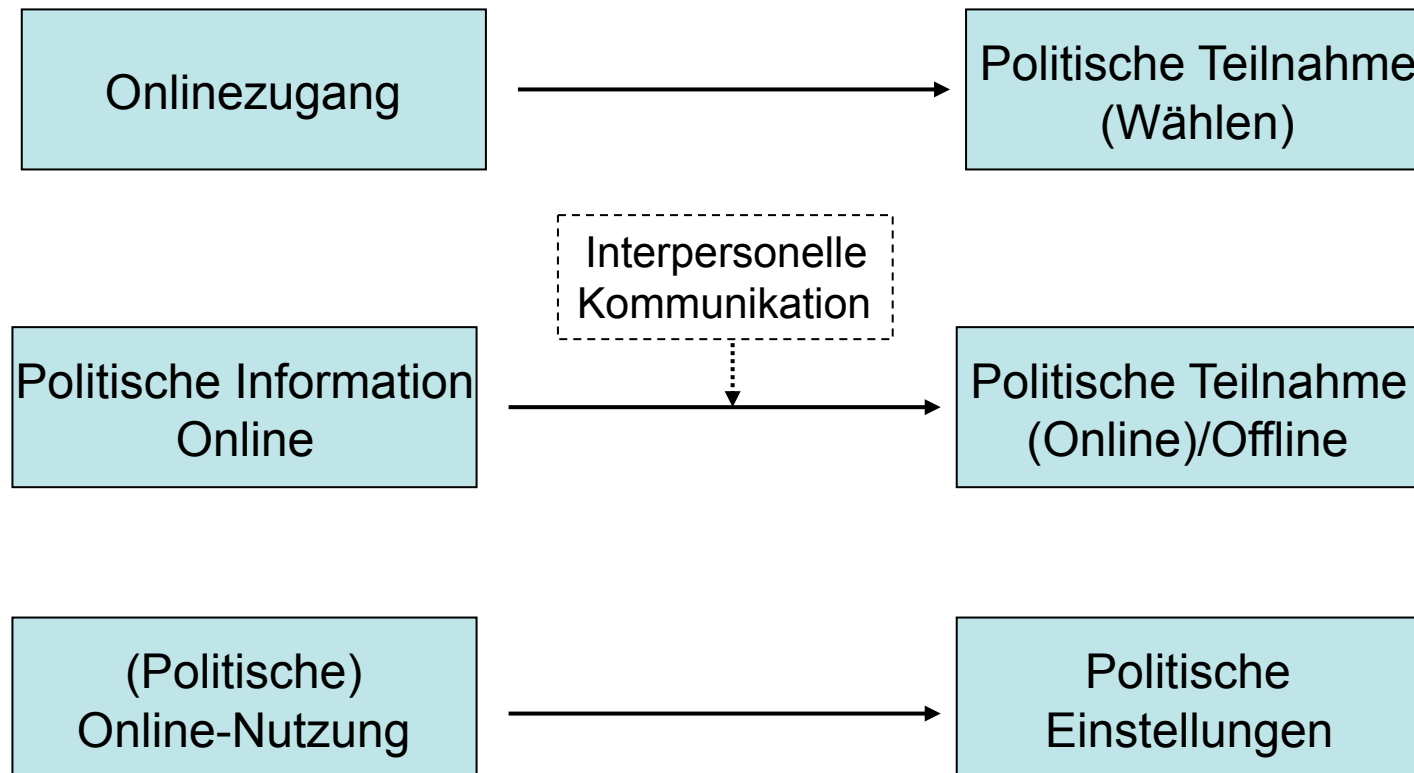 Onlinezugang
Politische Teilnahme
(Wählen)
Interpersonelle
Kommunikation
Politische Information
Online
Politische Teilnahme
(Online)/Offline
(Politische)
Online-Nutzung
Politische
Einstellungen